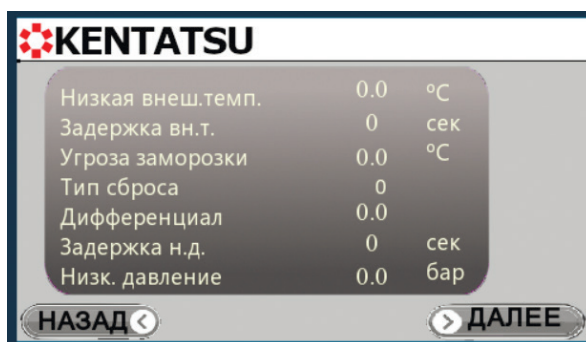 KENTATSU
Низкая внеш.темп. 0.0 ºC
Задержка вн.т. 0 сек
Угроза заморозки 0.0 ºC
Тип сброса 0
Дифференциал 0.0
Задержка н.д. 0 сек
Низк. давление 0.0 бар
НАЗАД ДАЛЕЕ